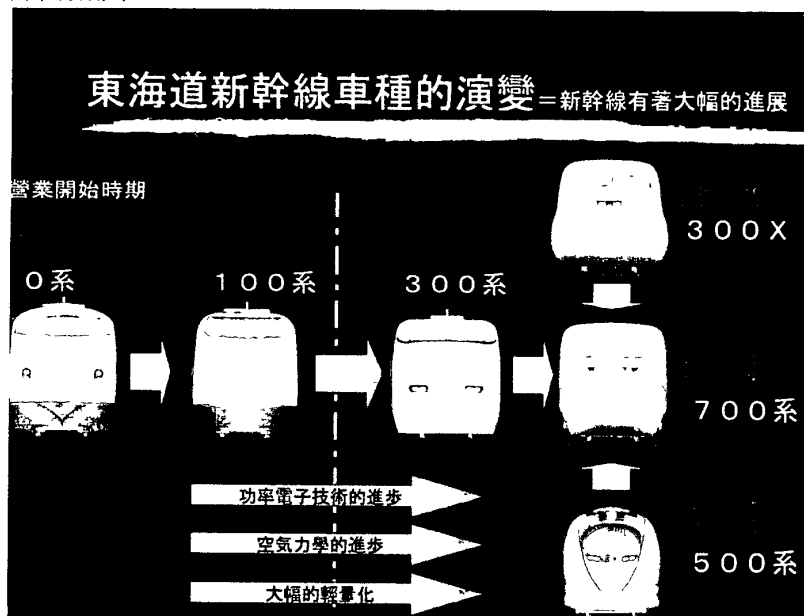 東海道新幹線車種的演變=新幹線有著大幅的進展
營業開始時期
300X
0系
100系
300系
700系
功率電子技術的進歩
空気力學的進歩
500系
大幅的輕量化